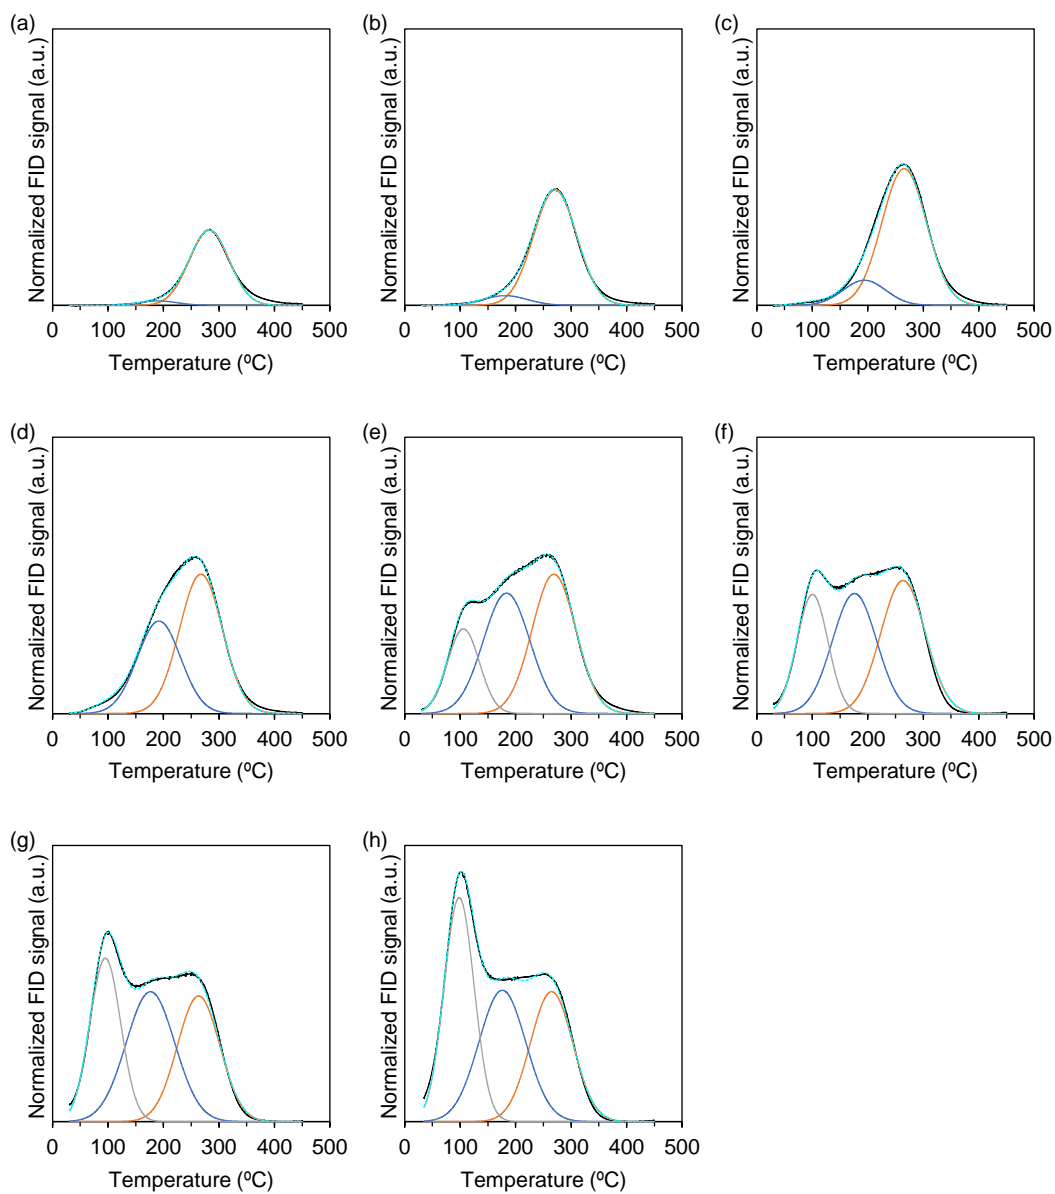 (a)
Normalized FID signal (a.u.)
0 100 200 300 400 500
Temperature (ºC)
(b)
Normalized FID signal (a.u.)
0 100 200 300 400 500
Temperature (ºC)
(c)
Normalized FID signal (a.u.)
0 100 200 300 400 500
Temperature (ºC)
(d)
Normalized FID signal (a.u.)
0 100 200 300 400 500
Temperature (ºC)
(e)
Normalized FID signal (a.u.)
0 100 200 300 400 500
Temperature (ºC)
(f)
Normalized FID signal (a.u.)
0 100 200 300 400 500
Temperature (ºC)
(g)
Normalized FID signal (a.u.)
0 100 200 300 400 500
Temperature (ºC)
(h)
Normalized FID signal (a.u.)
0 100 200 300 400 500
Temperature (ºC)